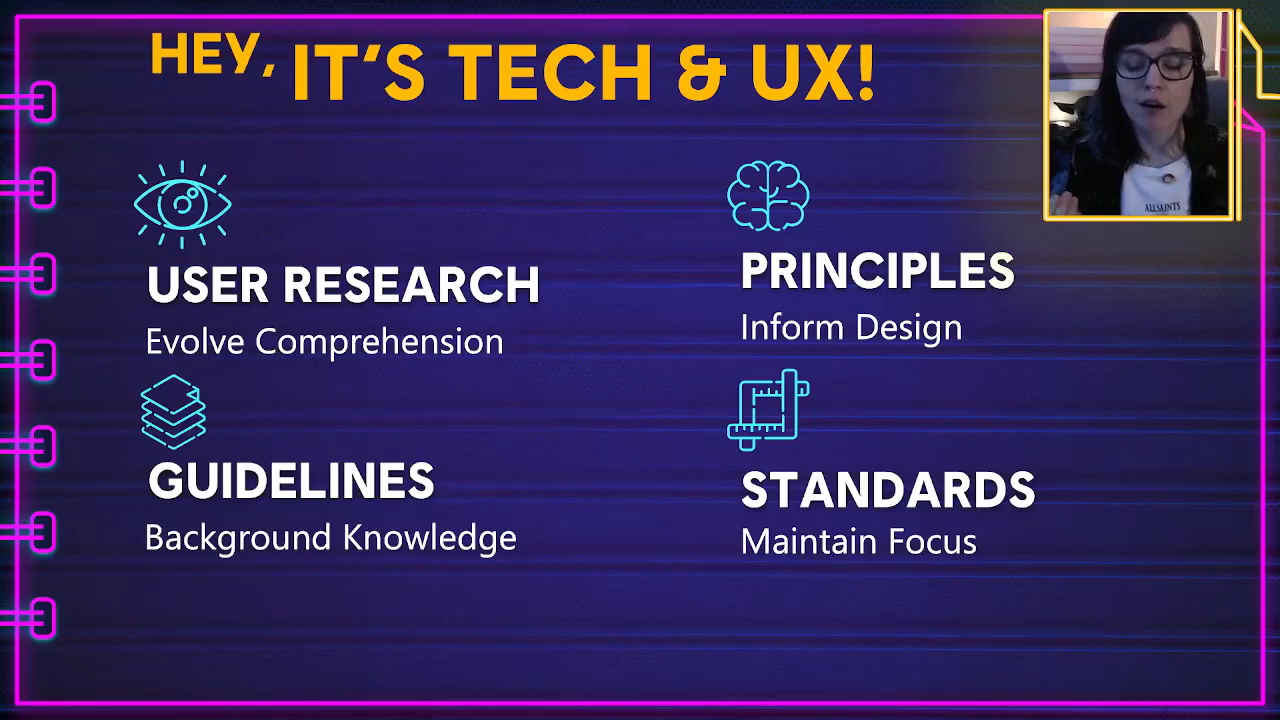 HEY, IT'S TECH & UX!
USER RESEARCH
Evolve Comprehension
PRINCIPLES
Inform Design
GUIDELINES
Background Knowledge
STANDARDS
Maintain Focus
ALLSAINTS